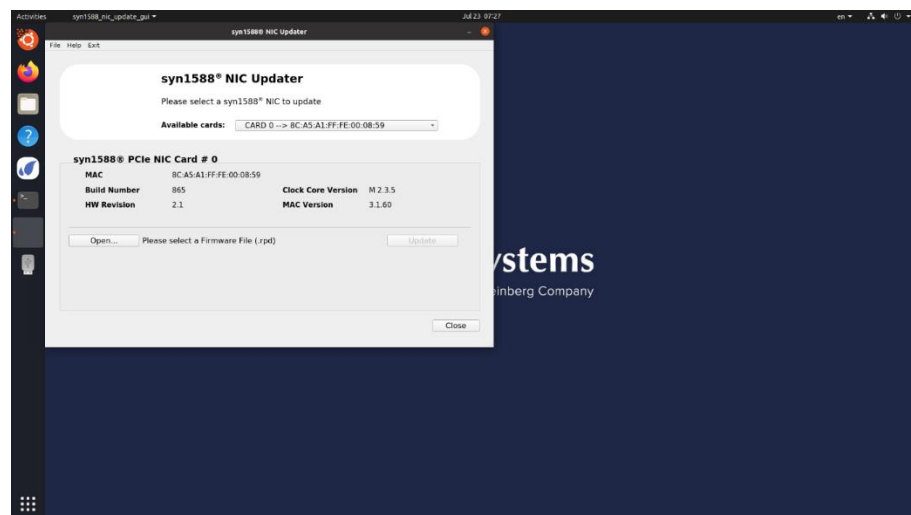 Activities syn1588_nic_update_gui Jul 23 07:27 en
syn1588® NIC Updater
File Help Exit
syn1588® NIC Updater
Please select a syn1588® NIC to update
Available cards: CARD 0 --> 8C:A5:A1:FF:FE:00:08:59
syn1588® PCIe NIC Card # 0
MAC 8C:A5:A1:FF:FE:00:08:59
Build Number 865 Clock Core Version M 2.3.5
HW Revision 2.1 MAC Version 3.1.60
Open... Please select a Firmware File (.rpd) Update
ystems
einberg Company
Close